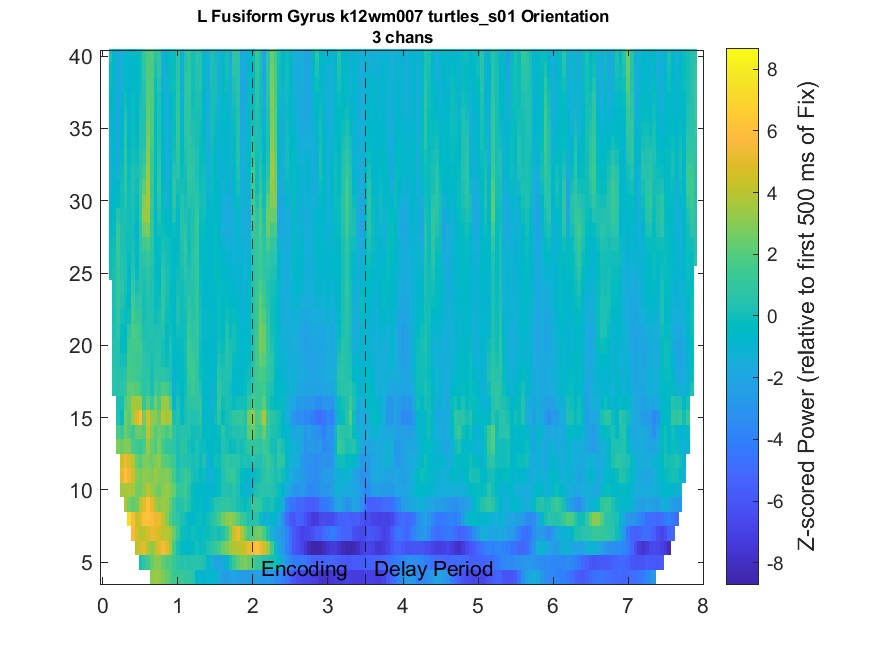 L Fusiform Gyrus k12wm007 turtles_s01 Orientation
3 chans
40
35
30
25
20
15
10
5
Encoding
Delay Period
0 1 2 3 4 5 6 7 8
8
6
4
2
0
-2
-4
-6
-8
Z-scored Power (relative to first 500 ms of Fix)